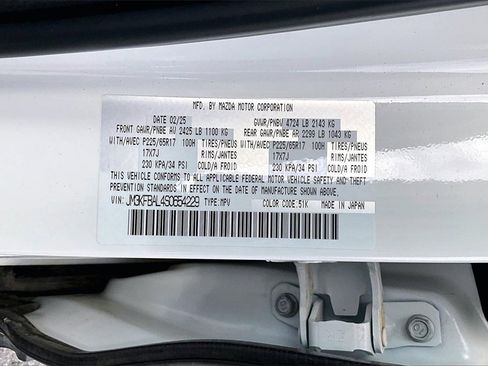 MFD. BY MAZDA MOTOR CORPORATION
DATE 02/25 GVWR/PNBV 4724 LB 2143 KG
FRONT GAWR/PNBE AV 2425 LB 1100 KG REAR GAWR/PNBE AR 2299 LB 1043 KG
WITH/AVEC P225/65R17 100H TIRES/PNEUS WITH/AVEC P225/65R17 100H TIRES/PNEUS
17X7J RIMS/JANTES 17X7J RIMS/JANTES
230 KPA/34 PSI COLD/A FROID 230 KPA/34 PSI COLD/A FROID
THIS VEHICLE CONFORMS TO ALL APPLICABLE FEDERAL MOTOR VEHICLE SAFETY AND THEFT
PREVENTION STANDARDS IN EFFECT ON THE DATE OF MANUFACTURE SHOWN ABOVE.
JM3KFBAL4S0654229 TYPE: MPV COLOR CODE: 51K MADE IN JAPAN